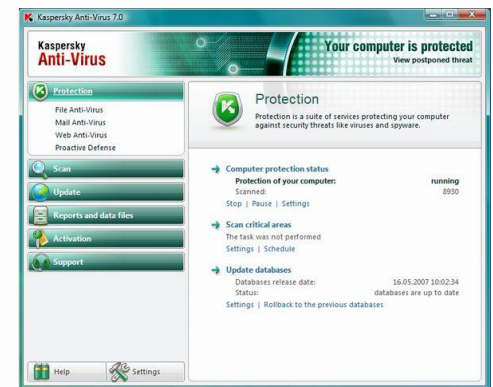 Kaspersky Anti-Virus 7.0
Kaspersky
Anti-Virus
Your computer is protected
View postponed threat
Protection
File Anti-Virus
Mail Anti-Virus
Web Anti-Virus
Proactive Defense
Scan
Update
Reports and data files
Activation
Support
Help
Settings
Protection
Protection is a suite of services protecting your computer
against security threats like viruses and spyware.
Computer protection status
Protection of your computer: running
Scanned: 8930
Stop | Pause | Settings
Scan critical areas
The task was not performed
Settings | Schedule
Update databases
Databases release date: 16.05.2007 10:02:34
Status: databases are up to date
Settings | Rollback to the previous databases